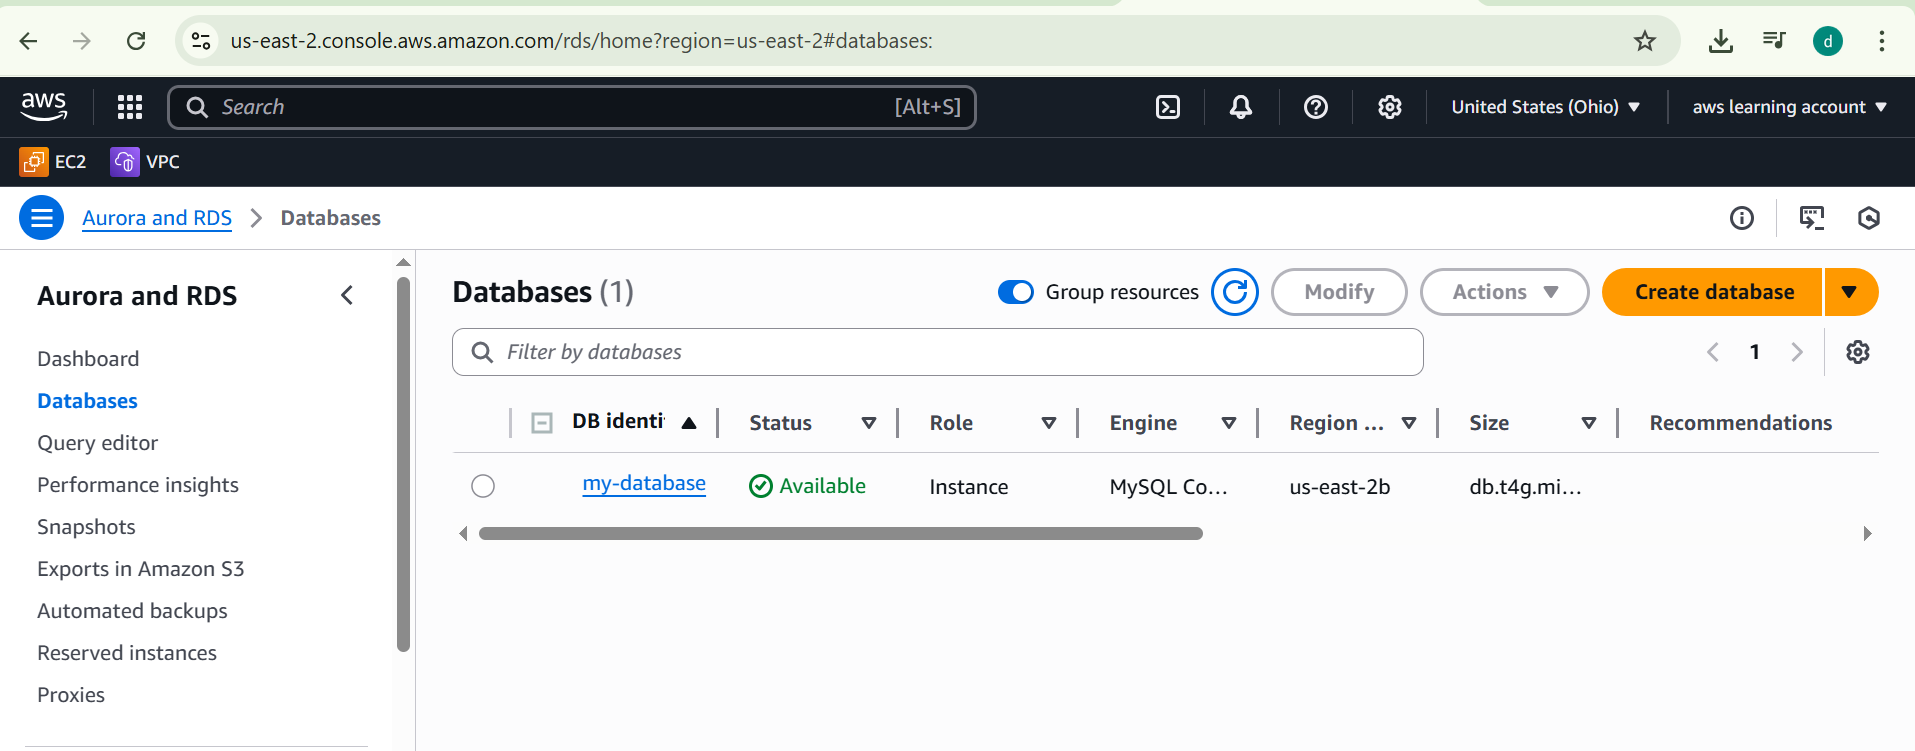 us-east-2.console.aws.amazon.com/rds/home?region=us-east-2#databases:
d
aws
Search
[Alt+S]
United States (Ohio)
aws learning account
EC2
VPC
Aurora and RDS
Databases
Aurora and RDS
Dashboard
Databases
Query editor
Performance insights
Snapshots
Exports in Amazon S3
Automated backups
Reserved instances
Proxies
Databases (1)
Group resources
Modify
Actions
Create database
Filter by databases
1
DB identi
Status
Role
Engine
Region ...
Size
Recommendations
my-database
Available
Instance
MySQL Co...
us-east-2b
db.t4g.mi...